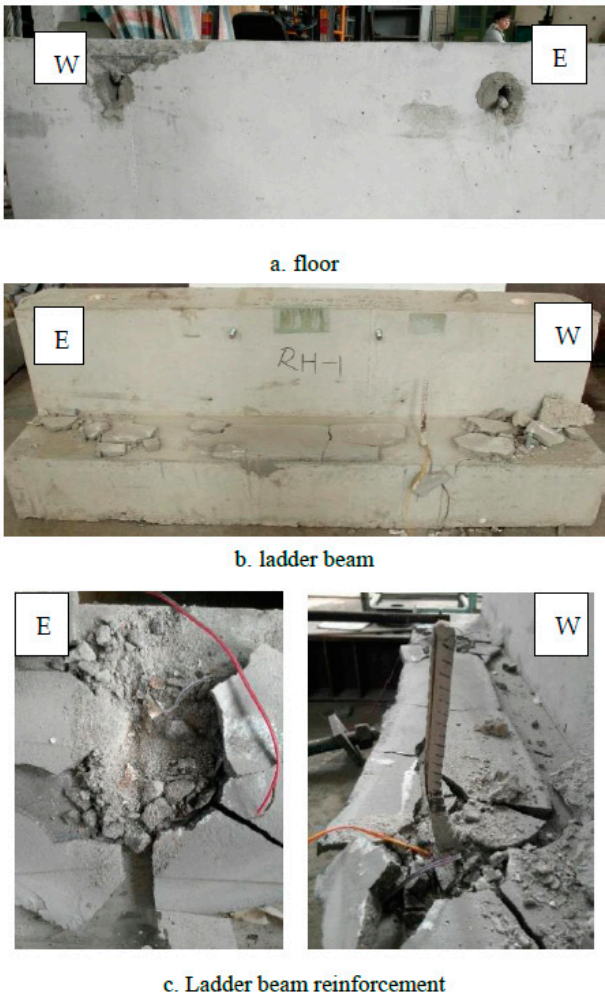 W
E
a. floor
E
W
RH-1
b. ladder beam
E
W
c. Ladder beam reinforcement